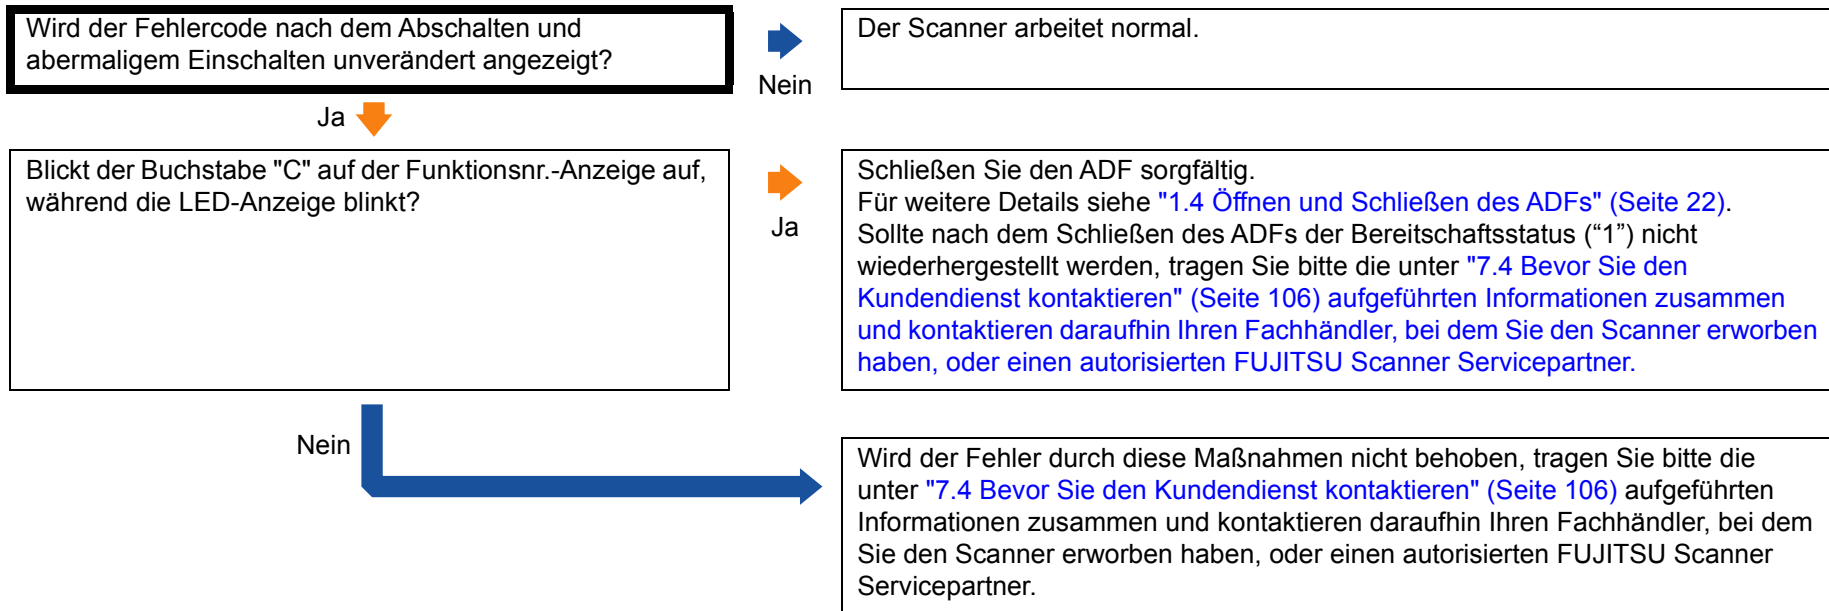 Wird der Fehlercode nach dem Abschalten und
abermaligem Einschalten unverändert angezeigt?
Nein
Der Scanner arbeitet normal.
Ja
Blickt der Buchstabe "C" auf der Funktionsnr.-Anzeige auf,
während die LED-Anzeige blinkt?
Ja
Schließen Sie den ADF sorgfältig.
Für weitere Details siehe "1.4 Öffnen und Schließen des ADFs" (Seite 22).
Sollte nach dem Schließen des ADFs der Bereitschaftsstatus (“1”) nicht
wiederhergestellt werden, tragen Sie bitte die unter "7.4 Bevor Sie den
Kundendienst kontaktieren" (Seite 106) aufgeführten Informationen zusammen
und kontaktieren daraufhin Ihren Fachhändler, bei dem Sie den Scanner erworben
haben, oder einen autorisierten FUJITSU Scanner Servicepartner.
Nein
Wird der Fehler durch diese Maßnahmen nicht behoben, tragen Sie bitte die
unter "7.4 Bevor Sie den Kundendienst kontaktieren" (Seite 106) aufgeführten
Informationen zusammen und kontaktieren daraufhin Ihren Fachhändler, bei dem
Sie den Scanner erworben haben, oder einen autorisierten FUJITSU Scanner
Servicepartner.